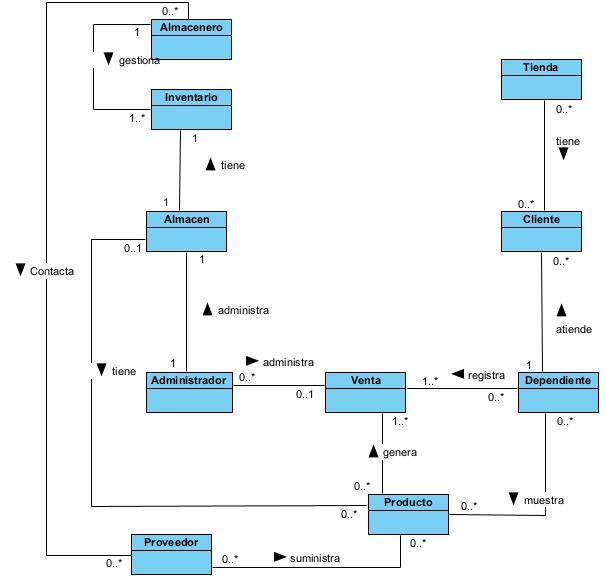 0..*
Almacenero
1
gestiona
Tienda
Inventario
0..*
1..*
1
tiene
tiene
1
0..*
Almacen
Cliente
0..1
1
0..*
Contacta
administra
atiende
1
administra
1
tiene
registra
Administrador
0..*
Venta
1..*
Dependiente
0..1
0..*
1..*
0..*
genera
0..*
muestra
Producto
0..*
0..*
Proveedor
0..*
0..*
0..*
suministra